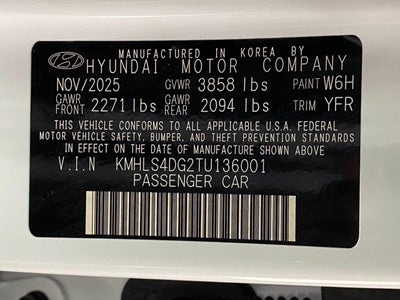 MANUFACTURED IN KOREA BY
HYUNDAI MOTOR COMPANY
NOV/2025 GVWR 3858 lbs PAINT W6H
GAWR FRONT 2271 lbs GAWR REAR 2094 lbs TRIM YFR
THIS VEHICLE CONFORMS TO ALL APPLICABLE U.S.A. FEDERAL
MOTOR VEHICLE SAFETY, BUMPER, AND THEFT PREVENTION STANDARDS
IN EFFECT ON THE DATE OF MANUFACTURE SHOWN ABOVE.
V.I.N KMHLS4DG2TU136001
PASSENGER CAR